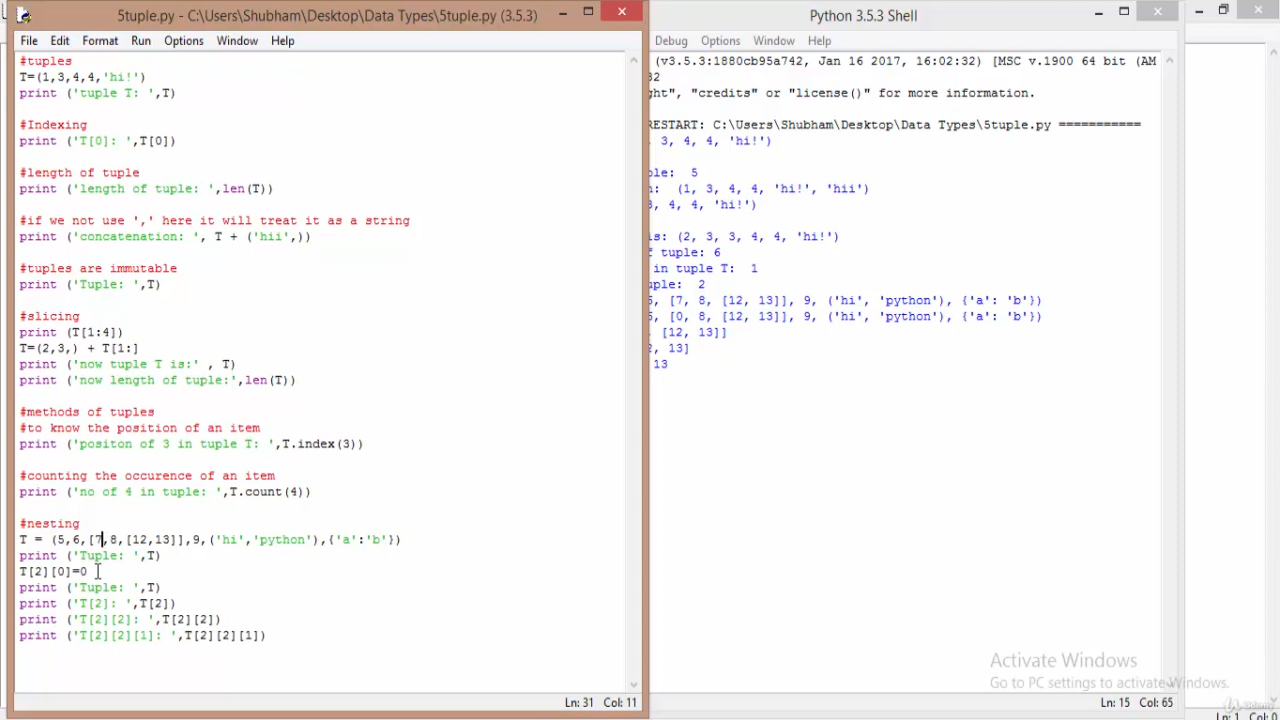 5tuple.py - C:\Users\Shubham\Desktop\Data Types\5tuple.py (3.5.3)
File Edit Format Run Options Window Help
#tuples
T=(1,3,4,4,'hi!')
print ('tuple T: ',T)
#Indexing
print ('T[0]: ',T[0])
#length of tuple
print ('length of tuple: ',len(T))
#if we not use ',' here it will treat it as a string
print ('concatenation: ', T + ('hii',))
#tuples are immutable
print ('Tuple: ',T)
#slicing
print (T[1:4])
T=(2,3,) + T[1:]
print ('now tuple T is:' , T)
print ('now length of tuple:',len(T))
#methods of tuples
#to know the position of an item
print ('positon of 3 in tuple T: ',T.index(3))
#counting the occurence of an item
print ('no of 4 in tuple: ',T.count(4))
#nesting
T = (5,6,[7,8,[12,13]],9,('hi','python'),{'a':'b'})
print ('Tuple: ',T)
T[2][0]=0
print ('Tuple: ',T)
print ('T[2]: ',T[2])
print ('T[2][2]: ',T[2][2])
print ('T[2][2][1]: ',T[2][2][1])
Ln: 31 Col: 11
Python 3.5.3 Shell
Debug Options Window Help
(v3.5.3:1880cb95a742, Jan 16 2017, 16:02:32) [MSC v.1900 64 bit (AM
32
ght", "credits" or "license()" for more information.
RESTART: C:\Users\Shubham\Desktop\Data Types\5tuple.py ===========
, 3, 4, 4, 'hi!')
ple: 5
n: (1, 3, 4, 4, 'hi!', 'hii')
3, 4, 4, 'hi!')
is: (2, 3, 3, 4, 4, 'hi!')
f tuple: 6
in tuple T: 1
uple: 2
6, [7, 8, [12, 13]], 9, ('hi', 'python'), {'a': 'b'})
6, [0, 8, [12, 13]], 9, ('hi', 'python'), {'a': 'b'})
[12, 13]]
2, 13]
13
Activate Windows
Go to PC settings to activate Windows.
Ln: 15 Col: 65
Udemy
Ln: 1 Col: 0